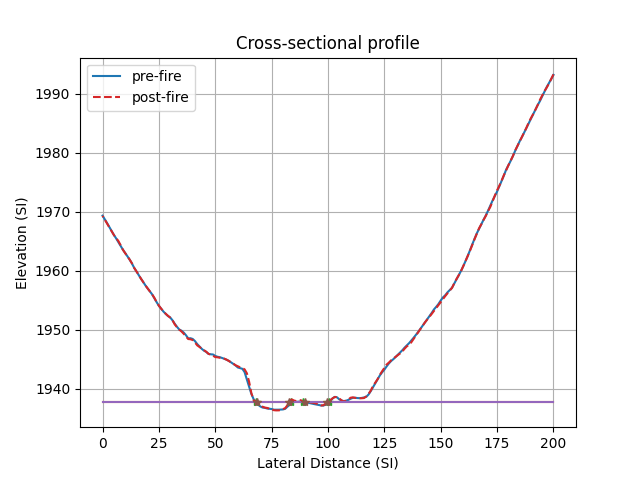 Cross-sectional profile
pre-fire
post-fire
Elevation (SI)
1990
1980
1970
1960
1950
1940
0 25 50 75 100 125 150 175 200
Lateral Distance (SI)